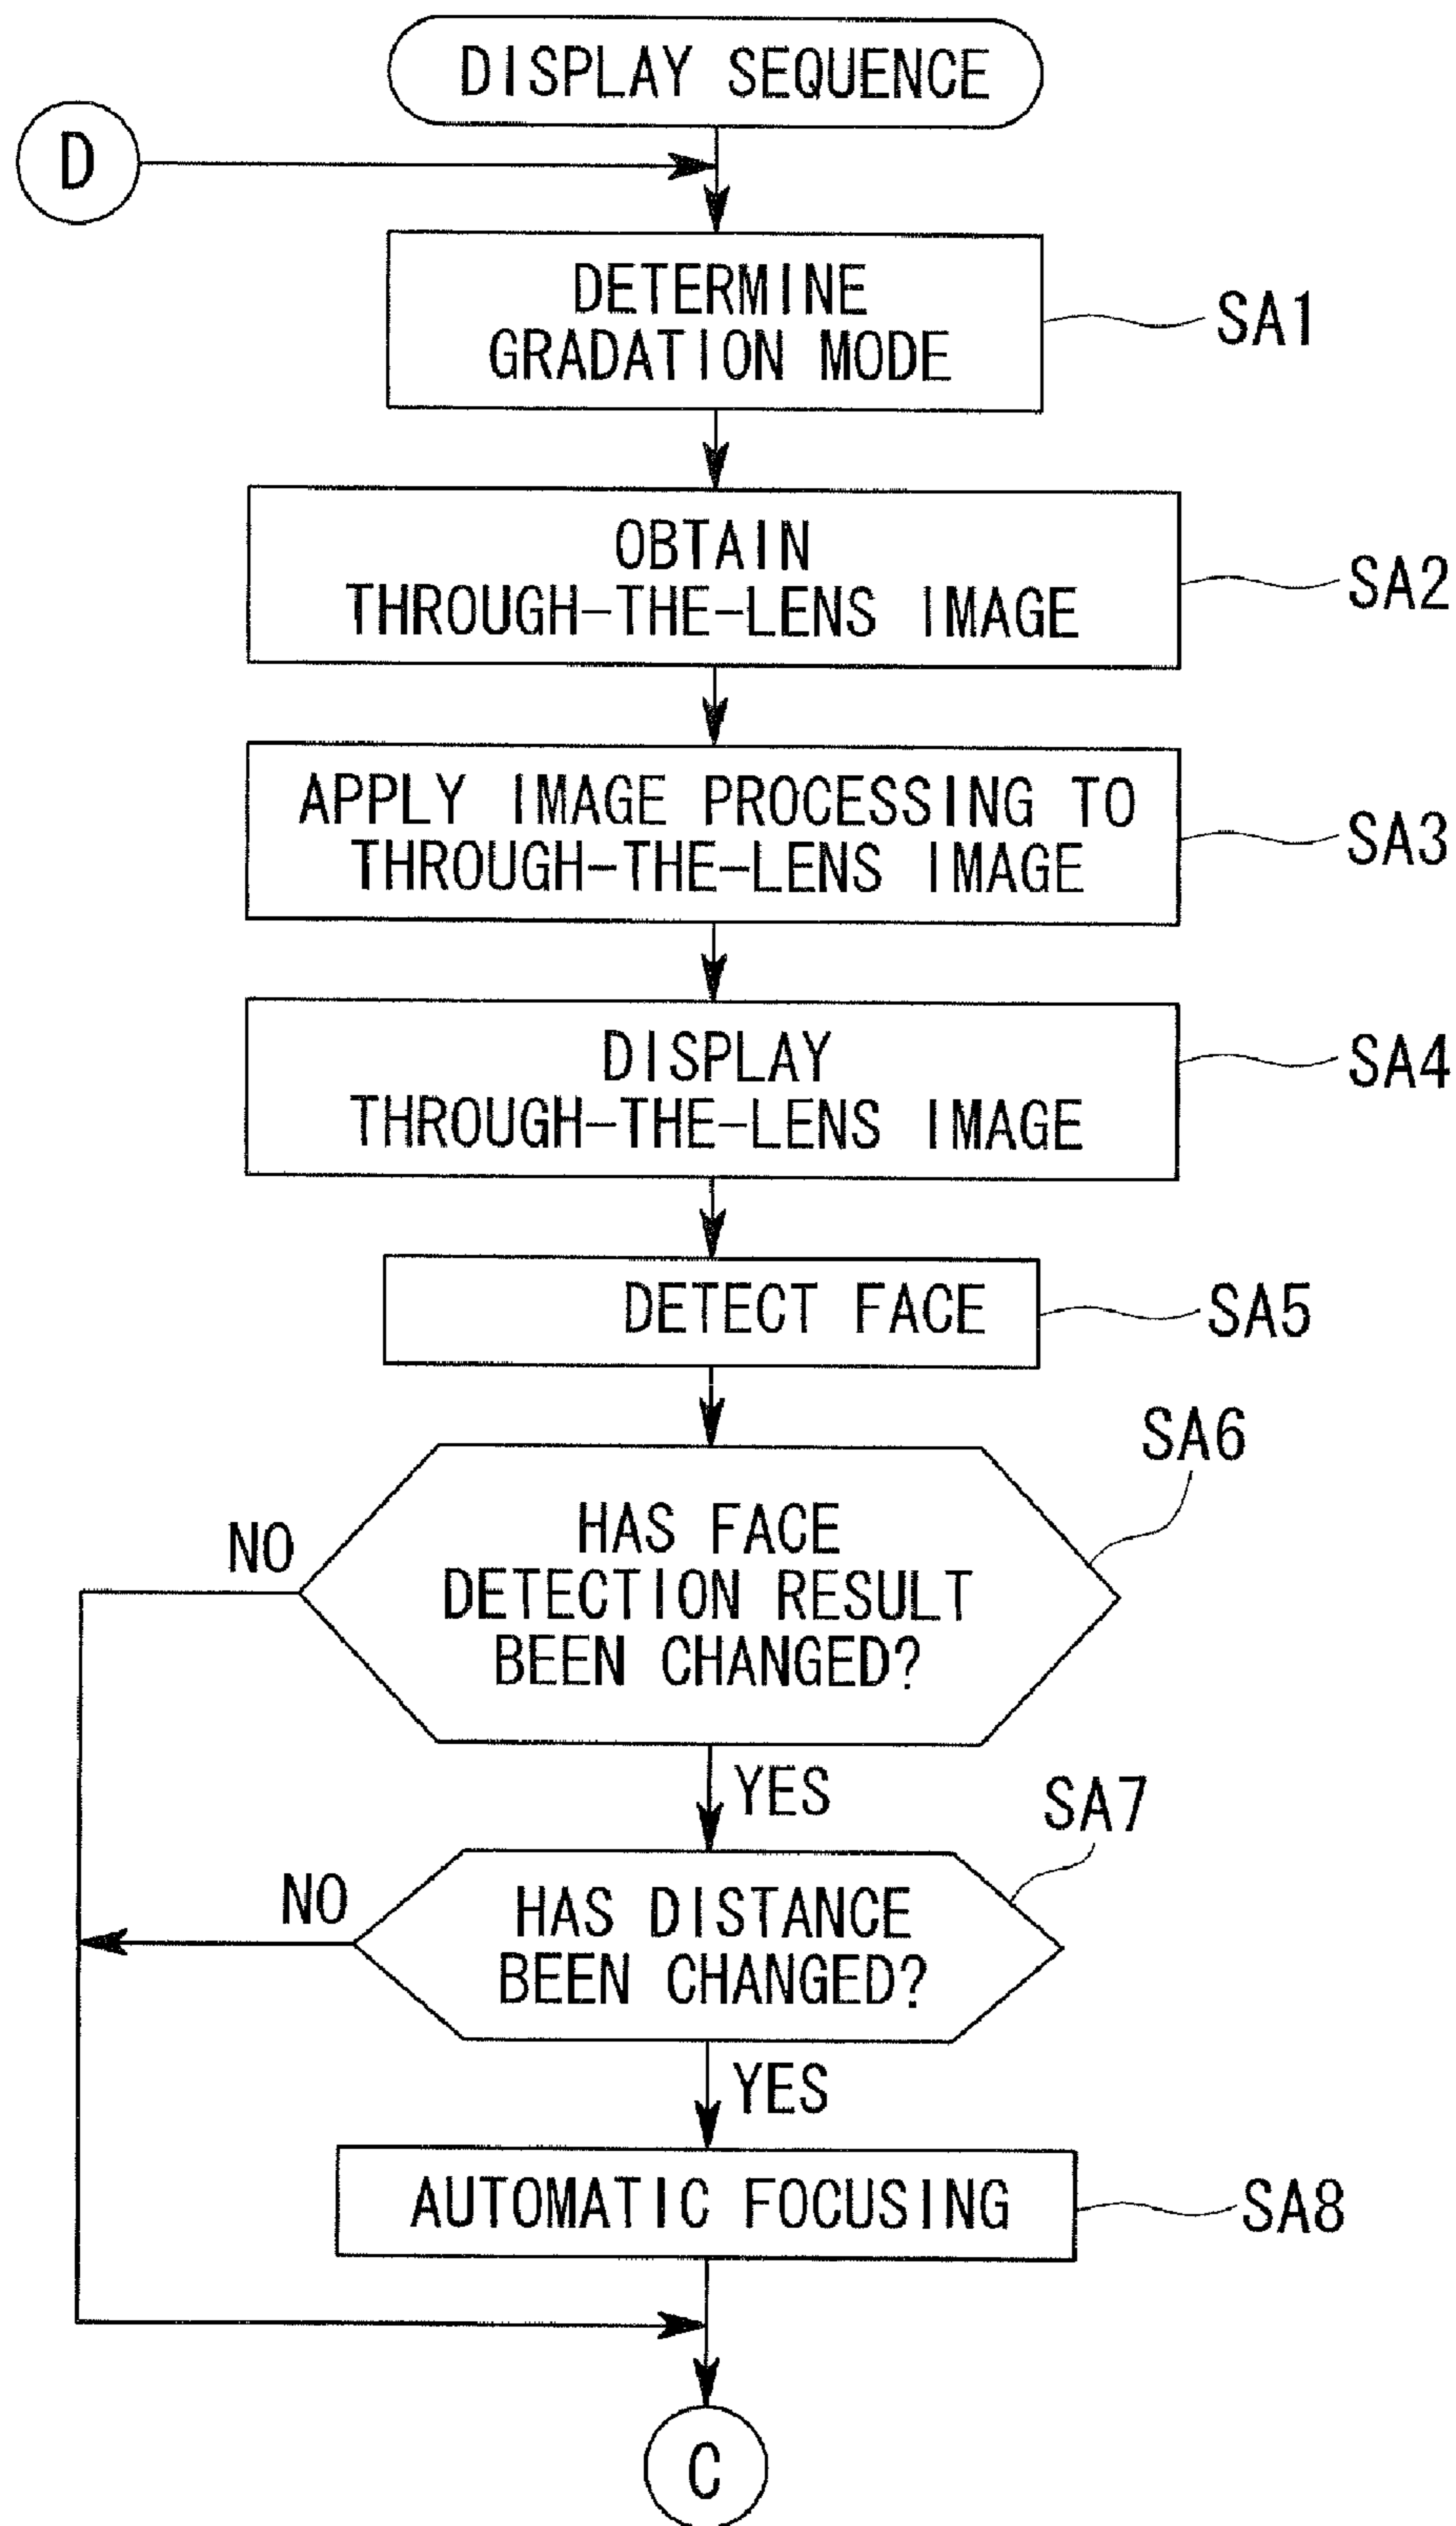 DISPLAY SEQUENCE
D
DETERMINE
GRADATION MODE
SA1
OBTAIN
THROUGH-THE-LENS IMAGE
SA2
APPLY IMAGE PROCESSING TO
THROUGH-THE-LENS IMAGE
SA3
DISPLAY
THROUGH-THE-LENS IMAGE
SA4
DETECT FACE
SA5
SA6
HAS FACE
DETECTION RESULT
BEEN CHANGED?
NO
YES
SA7
HAS DISTANCE
BEEN CHANGED?
NO
YES
AUTOMATIC FOCUSING
SA8
C